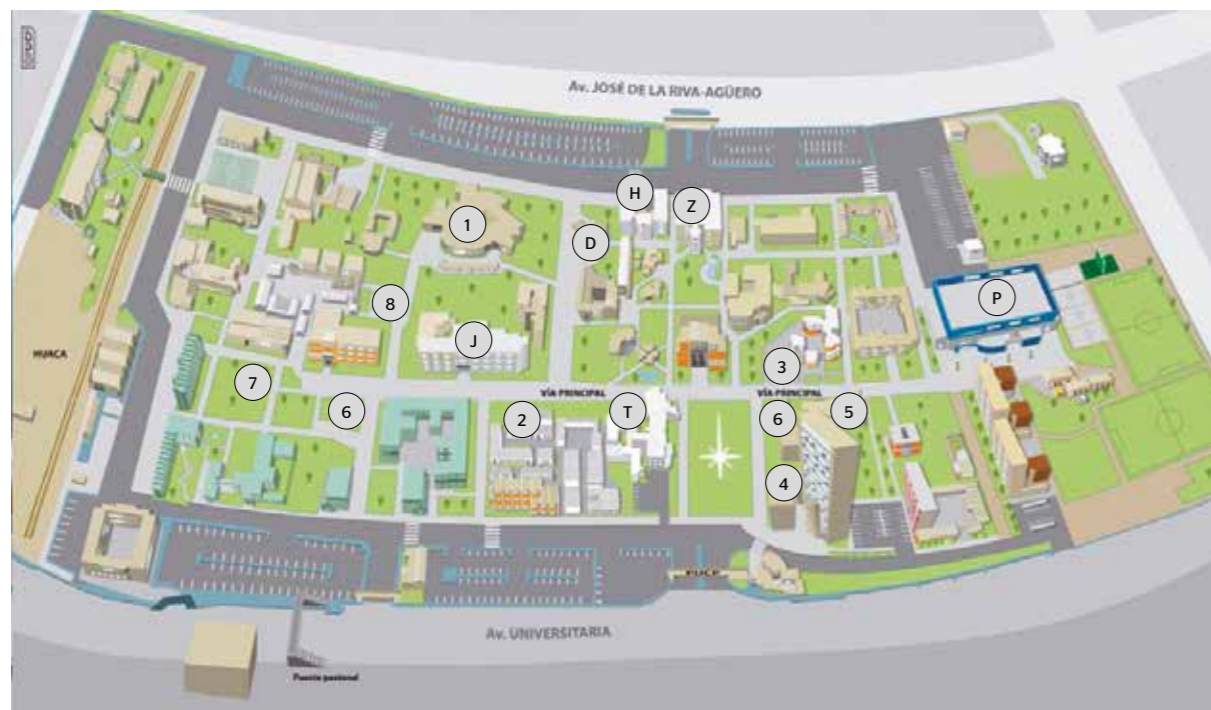 Av. JOSÉ DE LA RIVA-AGÜERO
H
Z
1
D
P
8
J
3
HUACA
7
VÍA PRINCIPAL
VÍA PRINCIPAL
6
2
T
6
5
4
PUCP
Av. UNIVERSITARIA
Puente peatonal